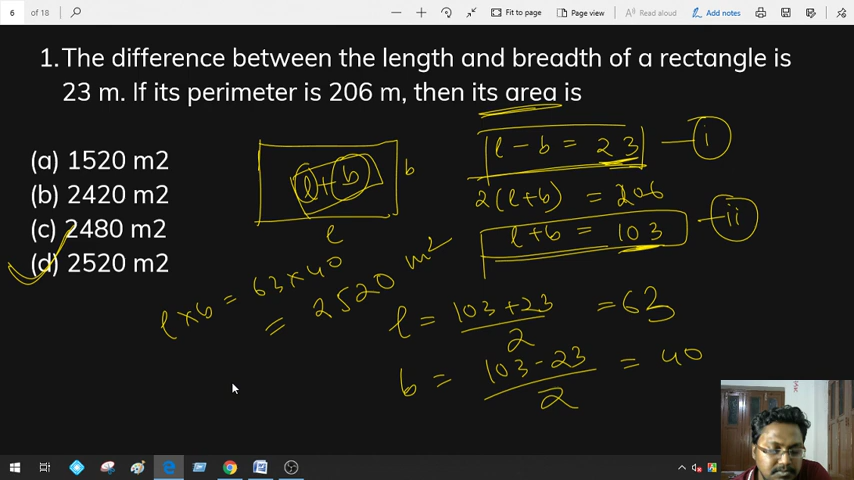 6 of 18 Fit to page Page view Read aloud Add notes
1. The difference between the length and breadth of a rectangle is
23 m. If its perimeter is 206 m, then its area is
(a) 1520 m2
(b) 2420 m2
(c) 2480 m2
(d) 2520 m2
l+b
b
l
l - b = 23 — i
2(l+b) = 206
l+b = 103 — ii
l × b = 63×40
= 2520 m²
l = 103+23 / 2 = 63
b = 103-23 / 2 = 40